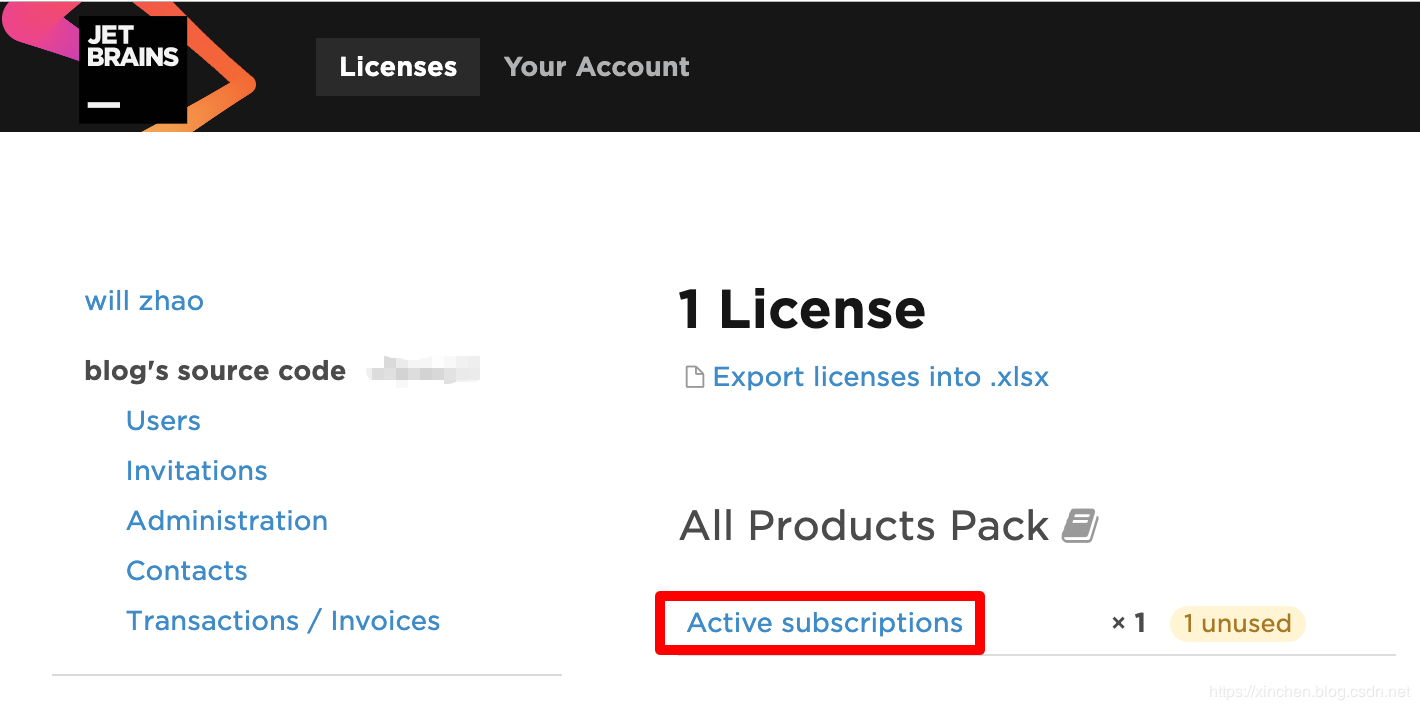 JET
BRAINS
Licenses
Your Account
will zhao
blog's source code
Users
Invitations
Administration
Contacts
Transactions / Invoices
1 License
Export licenses into .xlsx
All Products Pack
Active subscriptions × 1 1 unused
https://xinchen.blog.csdn.net